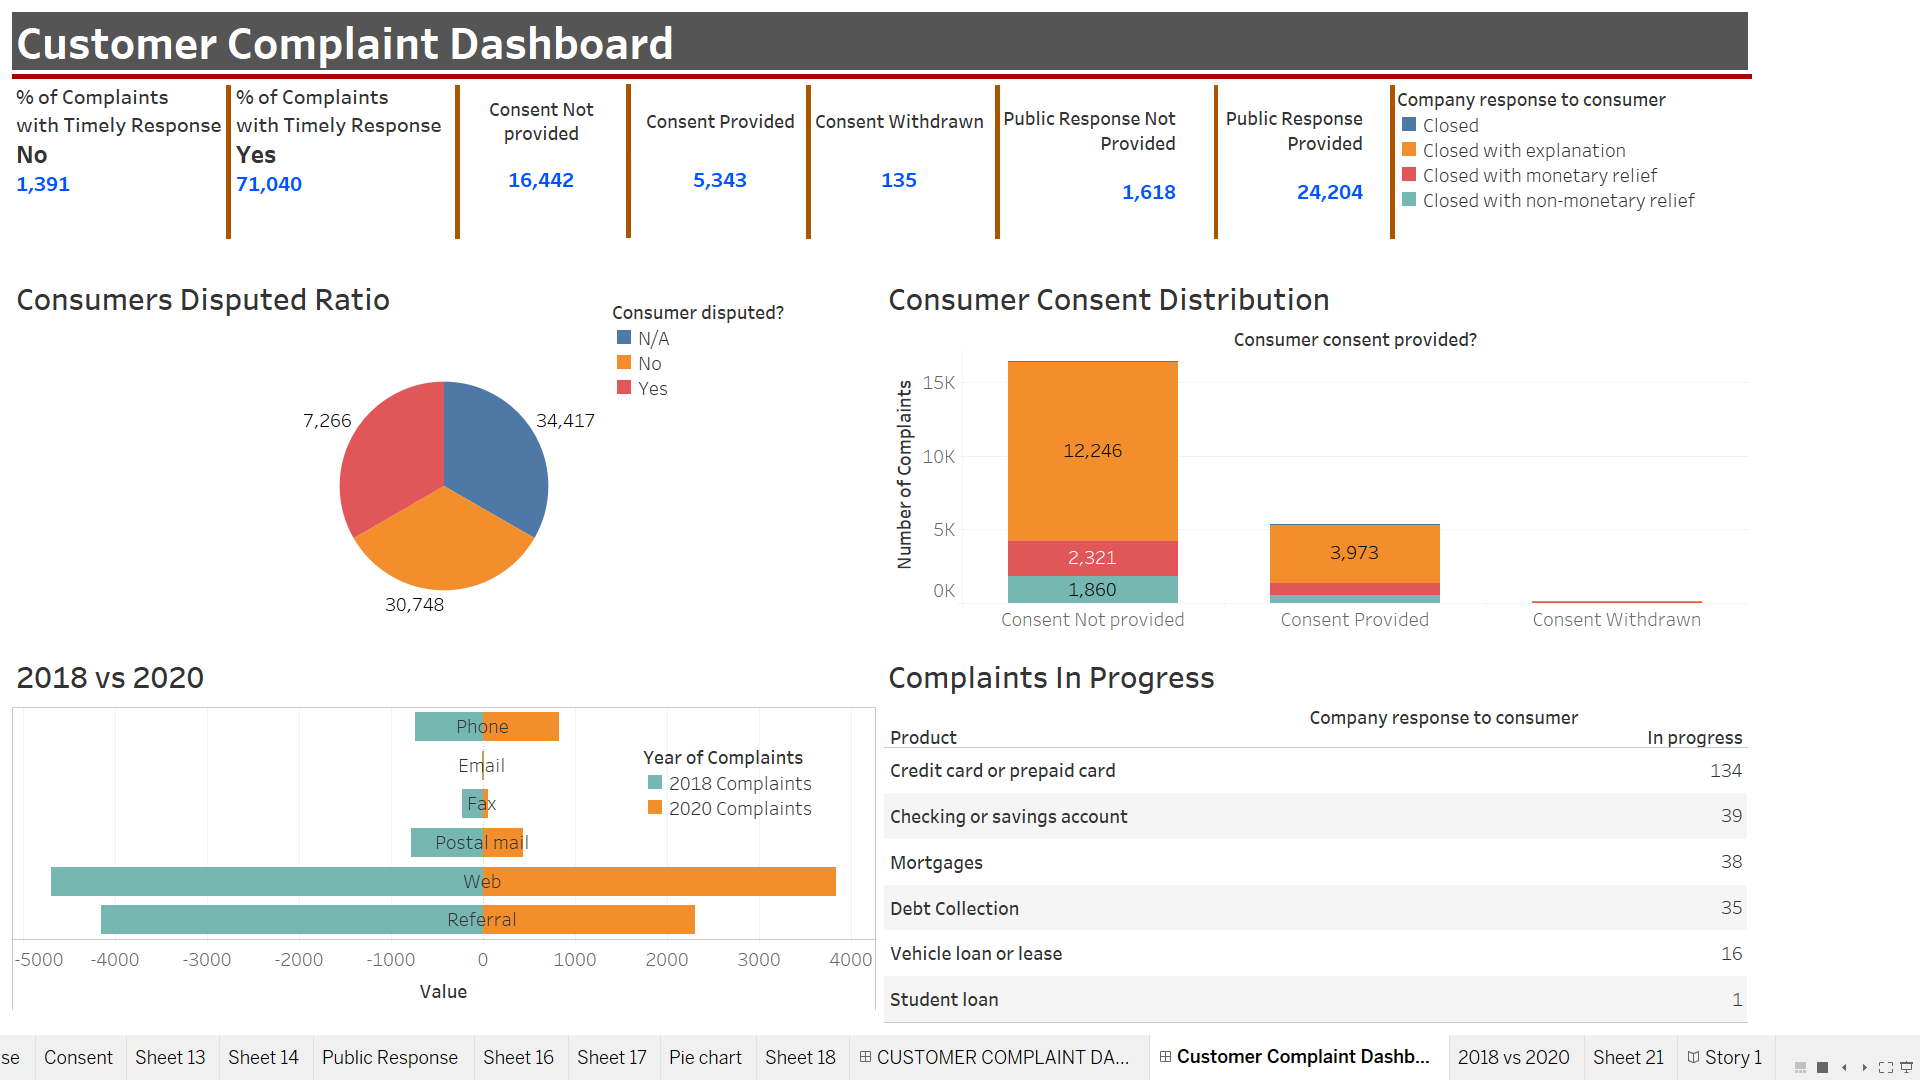 Customer Complaint Dashboard
% of Complaints
with Timely Response
No
1,391
% of Complaints
with Timely Response
Yes
71,040
Consent Not
provided
16,442
Consent Provided
5,343
Consent Withdrawn
135
Public Response Not
Provided
1,618
Public Response
Provided
24,204
Company response to consumer
Closed
Closed with explanation
Closed with monetary relief
Closed with non-monetary relief
Consumers Disputed Ratio
Consumer disputed?
N/A
No
Yes
7,266
34,417
30,748
Consumer Consent Distribution
Consumer consent provided?
Number of Complaints
15K
10K
5K
0K
12,246
2,321
1,860
3,973
Consent Not provided
Consent Provided
Consent Withdrawn
2018 vs 2020
Phone
Email
Fax
Postal mail
Web
Referral
Year of Complaints
2018 Complaints
2020 Complaints
-5000 -4000 -3000 -2000 -1000 0 1000 2000 3000 4000
Value
Complaints In Progress
Company response to consumer
Product In progress
Credit card or prepaid card 134
Checking or savings account 39
Mortgages 38
Debt Collection 35
Vehicle loan or lease 16
Student loan 1
se Consent Sheet 13 Sheet 14 Public Response Sheet 16 Sheet 17 Pie chart Sheet 18 CUSTOMER COMPLAINT DA... Customer Complaint Dashb... 2018 vs 2020 Sheet 21 Story 1